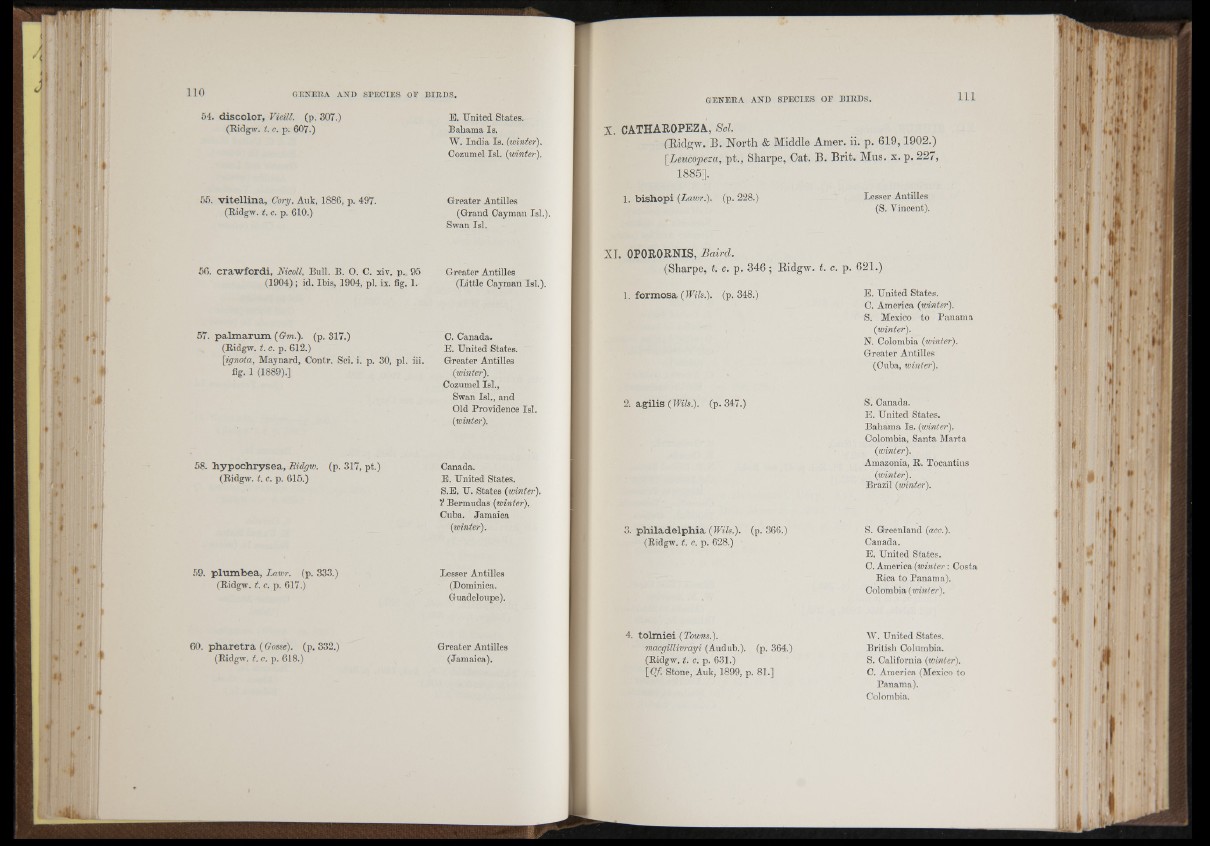 110 GENERA AND SPECIES OF BIRDS.
54. discolor, Vieill. (p. 307.)
(Ridgw. t. c. p. 607.)
E. United States.
Bahama Is.
W. India Is. (winter).
Cozumel Isl. (winter).
55. vitellina, Cory. Auk, 1886, p. 497.
(Ridgw. t. c. p. 610.)
Greater Antilles
(Grand Cayman Isl.).
Swan Isl.
56. crawfordi, Nicoll, Bull. B. O. C. xiv. p. 95
(1904); id. Ibis, 1904, pl. ix. fig. 1.
Greater Antilles
(Little Cayman Isl.).
57. palmarum (Gm.). (p. 317.)
(Ridgw. t. c. p. 612.)
[ignota, Maynard, Contr. Sci. i. p. 30, pl. iii.
fig. 1 (1889).]
C. Canada.
E. United States.
Greater Antilles
(winter).
Cozumel Isl.,
Swan Isl., and
Old Providence Isl.
(winter).
58. hypochrysea, Ridgw. (p. 317, pt.)
(Ridgw. t. c. p. 615.)
Canada.
E. United States.
S.E. U. States (winter).
? Bermudas (winter).
Cuba. Jamaica
(winter).
59. plumbea, Lawr. (p. 333.)
(Ridgw. t. c. p. 617.)
Lesser Antilles
(Dominica.
Guadeloupe).
60. pharetra (Gosse). (p. 332.)
(Ridgw. t. c. p. 618.)
Greater Antilles
(Jamaica).
GENERA AND SPECIES OF BIRDS. 111
X. CATHAROPEZA, Scl.
(Ridgw. B. North & Middle Amer. ii. p. 619, 1902.)
[Leucopeza, pt., Sharpe, Cat. B. Brit. Mus. x. p. 227,
1885].
1. bishopi (Lawr.). (p. 228.)
Lesser Antilles
(S. Vincent).
XI. OPORORNIS, Baird.
(Sharpe, t. c. p. 346; Ridgw. t. c. p. 621.)
1. formosa (Wils.). (p. 348.)
E. United States.
C. America (winter).
S. Mexico to Panama
(winter).
N. Colombia (winter).
Greater Antilles
(Cuba, winter).
2. agilis (Wils.). (p. 347.)
S. Canada.
E. United States.
Bahama Is. (winter).
Colombia, Santa Marta
(winter).
Amazonia, R. Tocantins
(winter).
Brazil (winter).
3. philadelphia (Wils.). (p. 366.)
(Ridgw. t. c. p. 628.)
S. Greenland (acc.).
Canada.
E. United States.
C. America (winter: Costa
Rica to Panama).
Colombia (winter).
4. tolmiei (Towns.).
macgillivrayi (Audub.). (p. 364.)
(Ridgw. t. c. p. 631.)
[Cf. Stone, Auk, 1899, p. 81.]
W. United States.
British Columbia.
S. California (winter).
C. America (Mexico to
Panama).
Colombia.